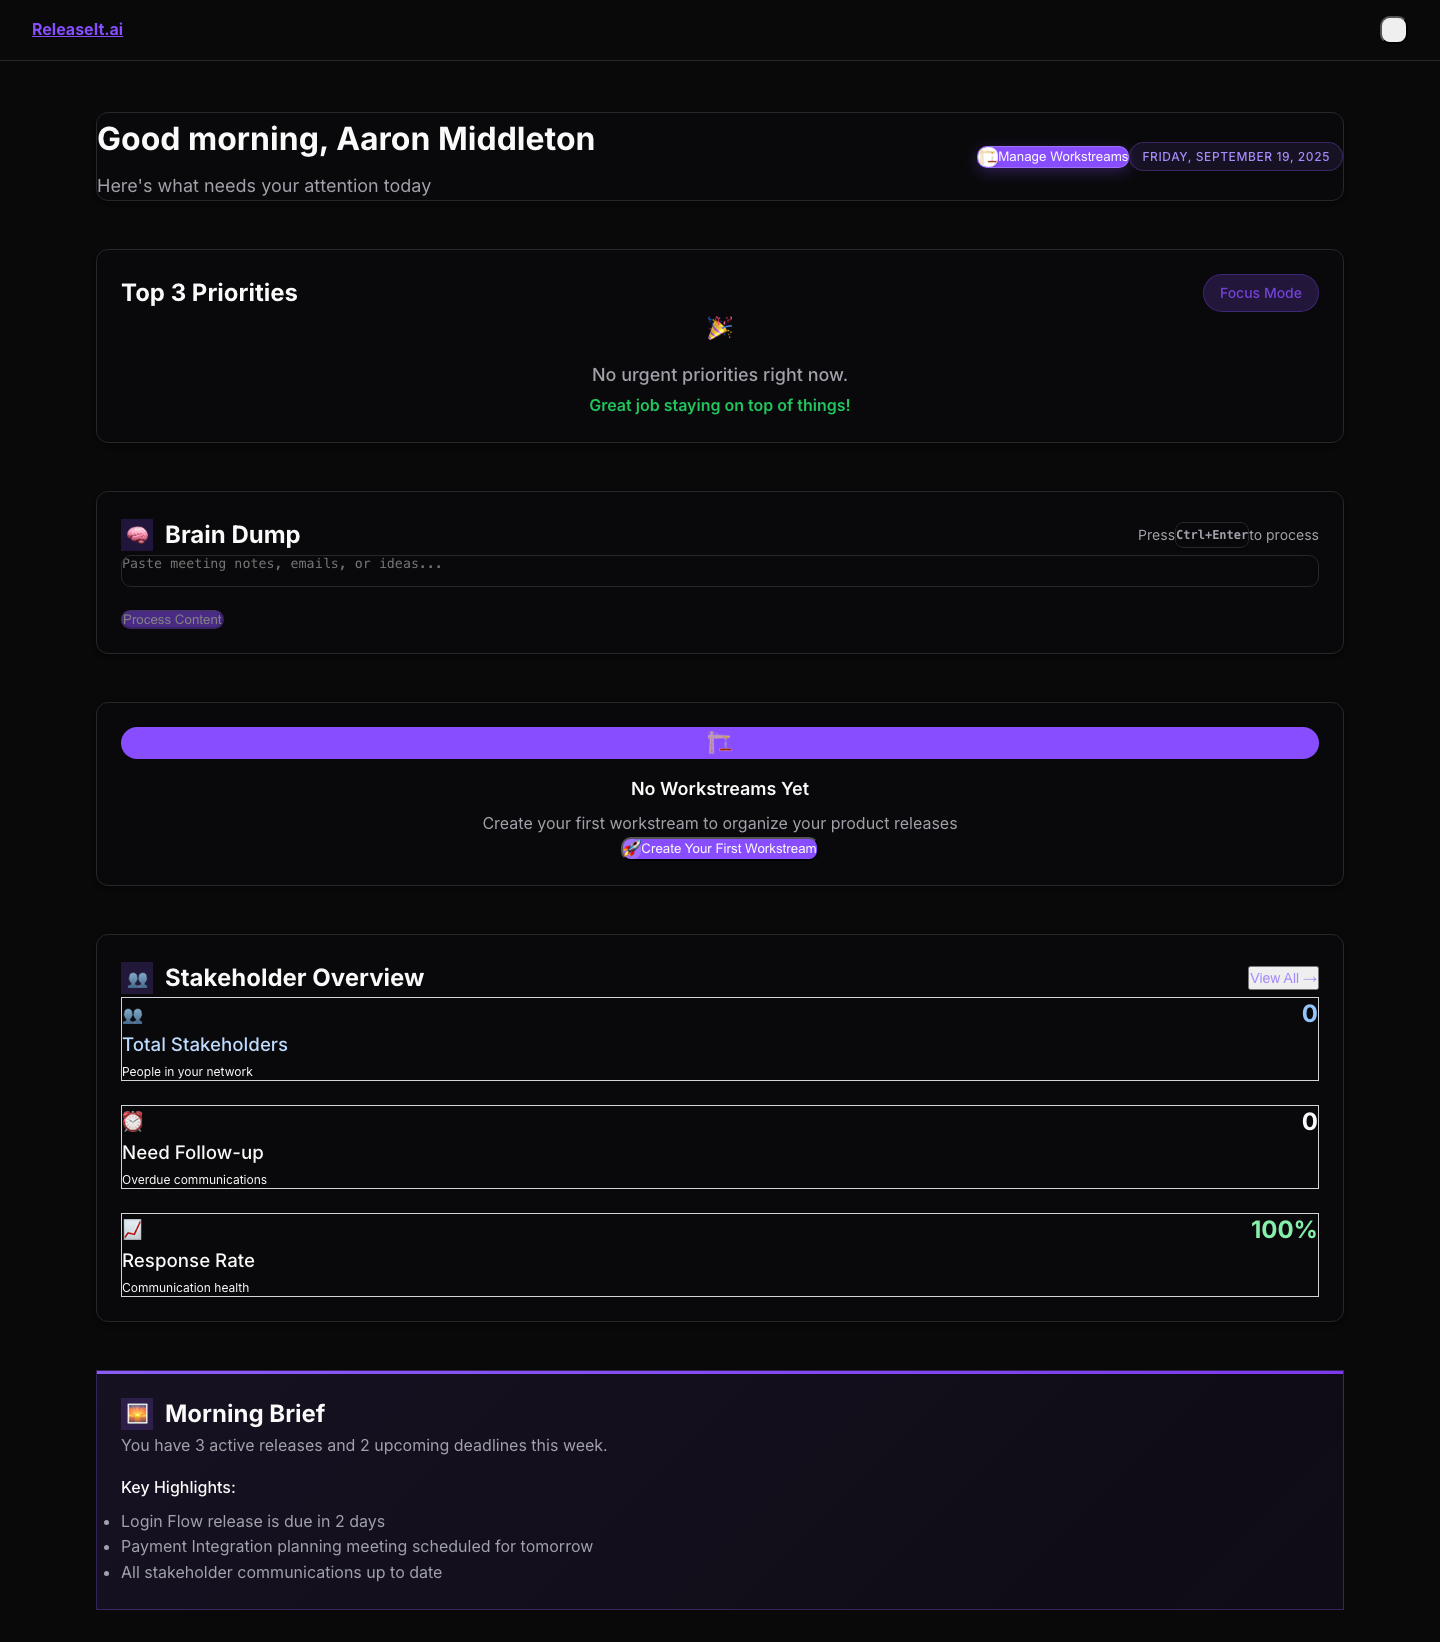 ReleaseIt.ai
Good morning, Aaron Middleton
Here's what needs your attention today
Manage Workstreams
FRIDAY, SEPTEMBER 19, 2025
Top 3 Priorities
Focus Mode
No urgent priorities right now.
Great job staying on top of things!
Brain Dump
Press Ctrl+Enter to process
Paste meeting notes, emails, or ideas...
Process Content
No Workstreams Yet
Create your first workstream to organize your product releases
Create Your First Workstream
Stakeholder Overview
View All →
0
Total Stakeholders
People in your network
0
Need Follow-up
Overdue communications
100%
Response Rate
Communication health
Morning Brief
You have 3 active releases and 2 upcoming deadlines this week.
Key Highlights:
• Login Flow release is due in 2 days
• Payment Integration planning meeting scheduled for tomorrow
• All stakeholder communications up to date